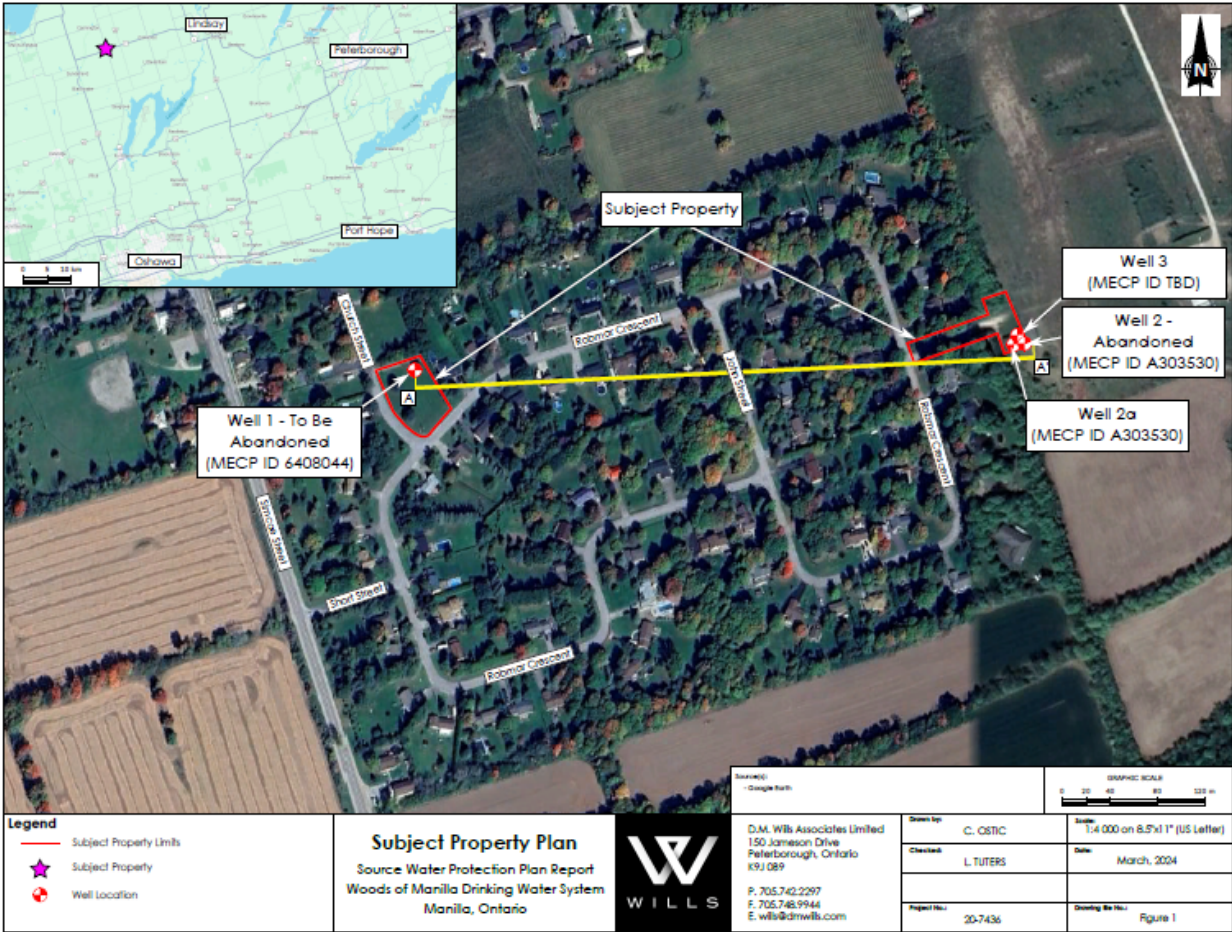 Lindsay
Peterborough
Port Hope
Oshawa
0 5 10 km
N
Subject Property
Well 3
(MECP ID TBD)
Well 2 -
Abandoned
(MECP ID A303530)
Well 2a
(MECP ID A303530)
Well 1 - To Be
Abandoned
(MECP ID 6408044)
A
A
Church Street
Robmar Crescent
John Street
Robmar Crescent
Simcoe Street
Short Street
Robmar Crescent
Source(s):
- Google Earth
GRAPHIC SCALE
0 20 40 80 120 m
Legend
Subject Property Limits
Subject Property
Well Location
Subject Property Plan
Source Water Protection Plan Report
Woods of Manilla Drinking Water System
Manilla, Ontario
WILLS
D.M. Wills Associates Limited
150 Jameson Drive
Peterborough, Ontario
K9J 0B9
P. 705.742.2297
F. 705.748.9944
E. wills@dmwills.com
Drawn by:
C. OSTIC
Scale:
1:4 000 on 8.5"x11" (US Letter)
Checked:
L. TUTERS
Date:
March, 2024
Project No.:
20-7436
Drawing file No.:
Figure 1